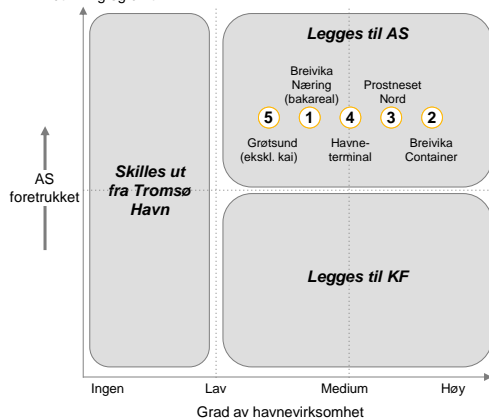 Legges til AS
Breivika
Næring
(bakareal)
Prostneset
Nord
5
1
4
3
2
Grøtsund
(ekskl. kai)
Havne-
terminal
Breivika
Container
AS
foretrukket
Skilles ut
fra Tromsø
Havn
Legges til KF
Ingen
Lav
Medium
Høy
Grad av havnevirksomhet